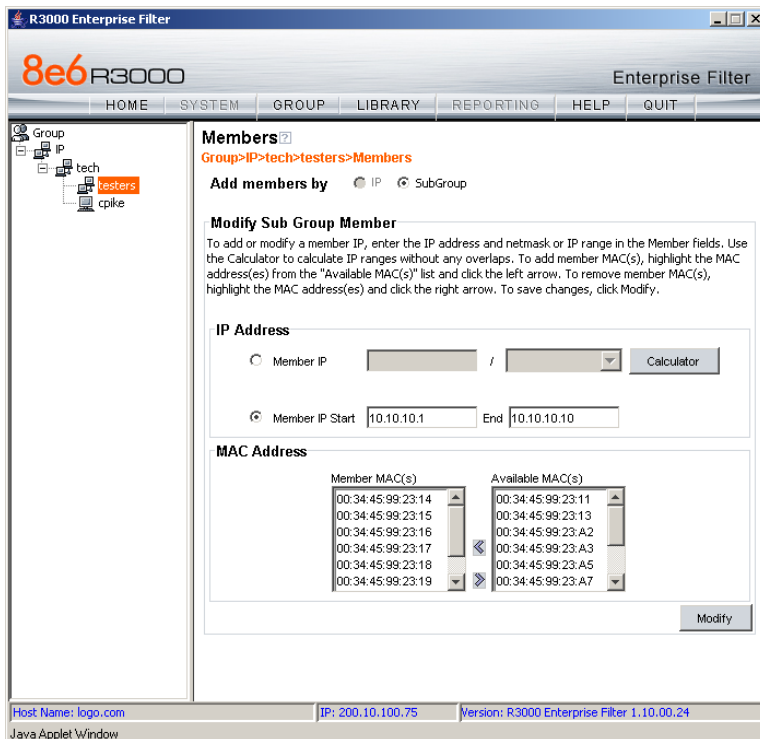 R3000 Enterprise Filter
8e6 R3000
Enterprise Filter
HOME SYSTEM GROUP LIBRARY REPORTING HELP QUIT
Group
IP
tech
testers
cpike
Members?
Group>IP>tech>testers>Members
Add members by IP SubGroup
Modify Sub Group Member
To add or modify a member IP, enter the IP address and netmask or IP range in the Member fields. Use
the Calculator to calculate IP ranges without any overlaps. To add member MAC(s), highlight the MAC
address(es) from the "Available MAC(s)" list and click the left arrow. To remove member MAC(s),
highlight the MAC address(es) and click the right arrow. To save changes, click Modify.
IP Address
Member IP / Calculator
Member IP Start 10.10.10.1 End 10.10.10.10
MAC Address
Member MAC(s)
00:34:45:99:23:14
00:34:45:99:23:15
00:34:45:99:23:16
00:34:45:99:23:17
00:34:45:99:23:18
00:34:45:99:23:19
Available MAC(s)
00:34:45:99:23:11
00:34:45:99:23:13
00:34:45:99:23:A2
00:34:45:99:23:A3
00:34:45:99:23:A5
00:34:45:99:23:A7
Modify
Host Name: logo.com IP: 200.10.100.75 Version: R3000 Enterprise Filter 1.10.00.24
Java Applet Window